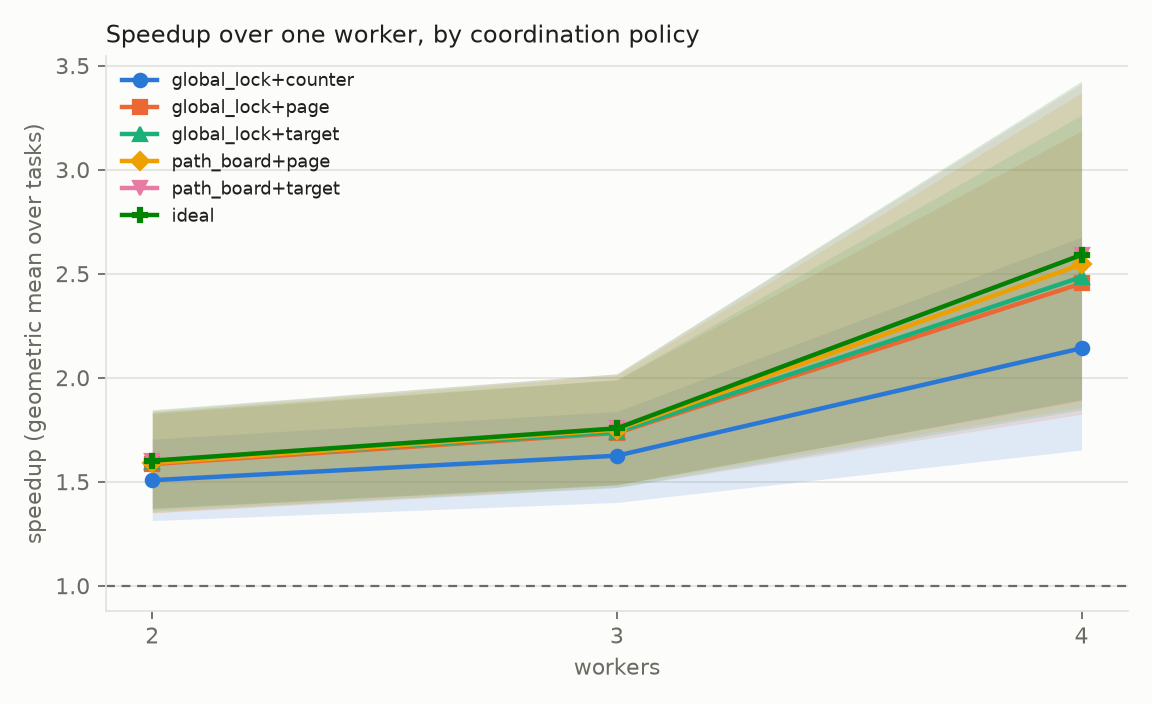 Speedup over one worker, by coordination policy
3.5
3.0
2.5
2.0
1.5
1.0
speedup (geometric mean over tasks)
global_lock+counter
global_lock+page
global_lock+target
path_board+page
path_board+target
ideal
2
3
4
workers